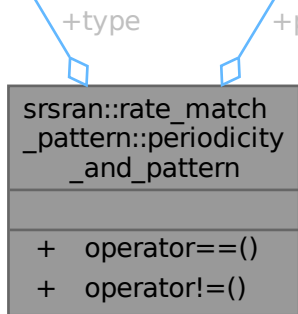 +type
+p
srsran::rate_match
_pattern::periodicity
_and_pattern
+ operator==()
+ operator!=()